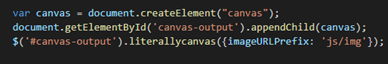 var canvas = document.createElement("canvas");
document.getElementById('canvas-output').appendChild(canvas);
$('#canvas-output').literallycanvas({imageURLPrefix: 'js/img'});